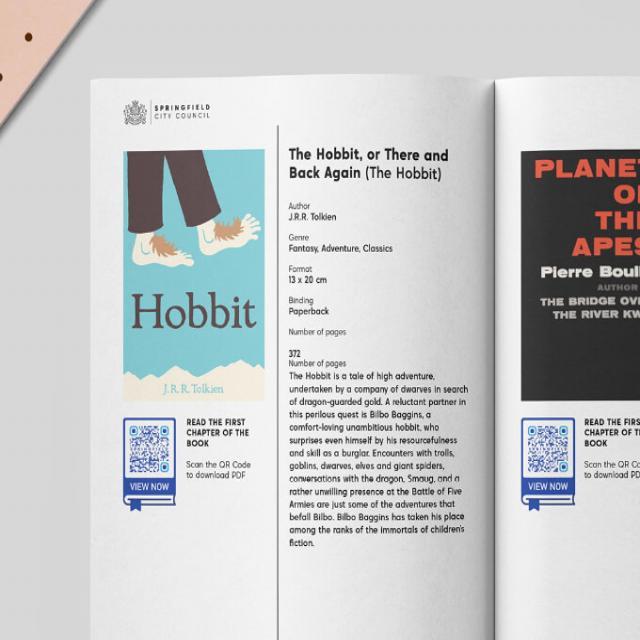 SPRINGFIELD
CITY COUNCIL
Hobbit
J.R.R. Tolkien
VIEW NOW
READ THE FIRST
CHAPTER OF THE
BOOK
Scan the QR Code
to download PDF
The Hobbit, or There and
Back Again (The Hobbit)
Author
J.R.R. Tolkien
Genre
Fantasy, Adventure, Classics
Format
13 x 20 cm
Binding
Paperback
Number of pages
372
Number of pages
The Hobbit is a tale of high adventure,
undertaken by a company of dwarves in search
of dragon-guarded gold. A reluctant partner in
this perilous quest is Bilbo Baggins, a
comfort-loving unambitious hobbit, who
surprises even himself by his resourcefulness
and skill as a burglar. Encounters with trolls,
goblins, dwarves, elves and giant spiders,
conversations with the dragon, Smaug, and a
rather unwilling presence at the Battle of Five
Armies are just some of the adventures that
befall Bilbo. Bilbo Baggins has taken his place
among the ranks of the immortals of children's
fiction.
PLANET
OF
THE
APES
Pierre Boul
AUTHOR
THE BRIDGE OV
THE RIVER KW
VIEW NOW
READ THE FIRS
CHAPTER OF T
BOOK
Scan the QR Co
to download PD